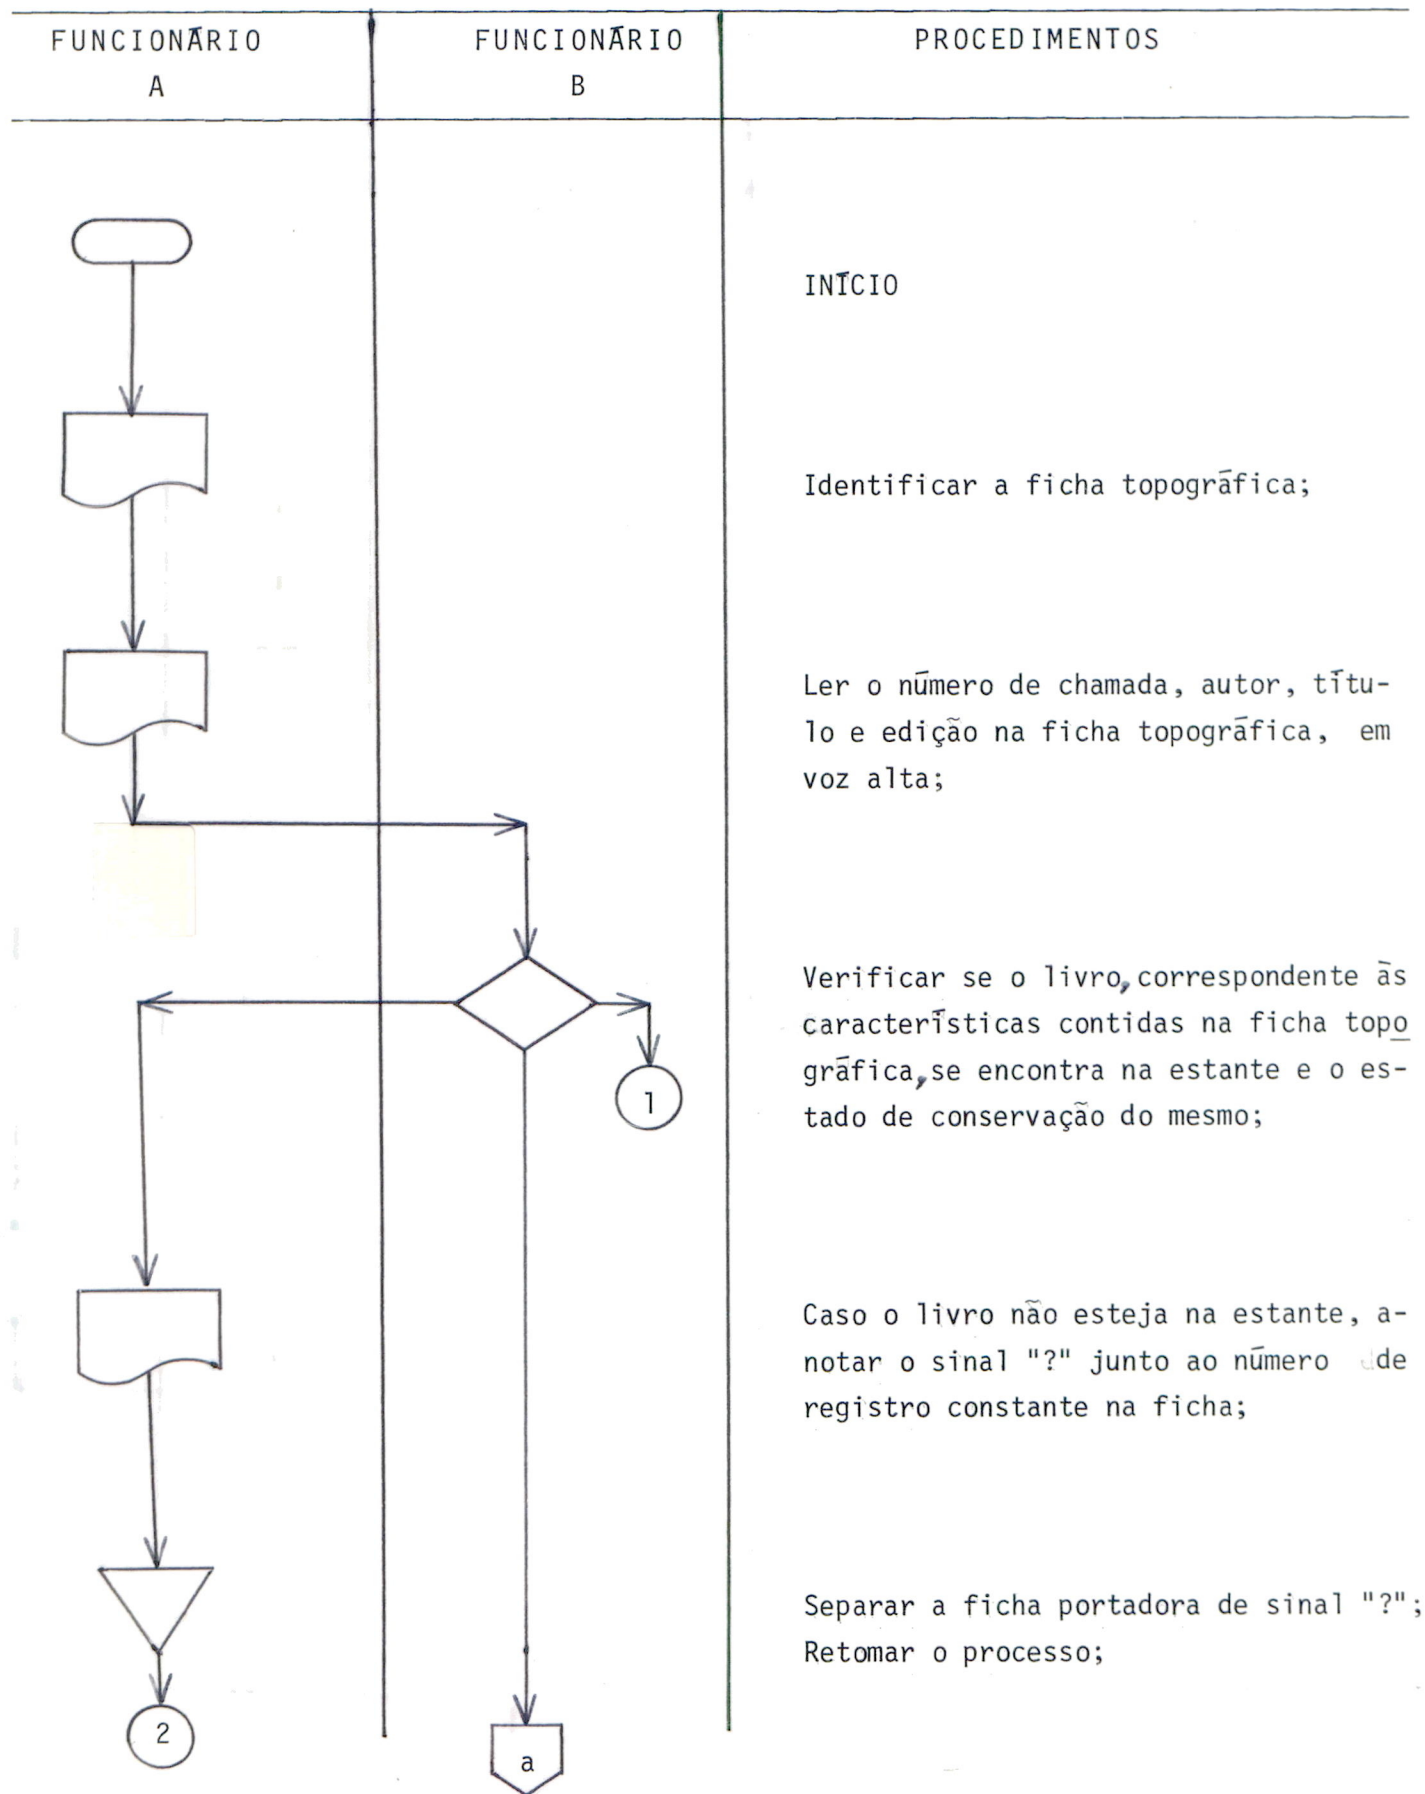 FUNCIONÁRIO
A
FUNCIONÁRIO
B
PROCEDIMENTOS
INÍCIO
Identificar a ficha topográfica;
Ler o número de chamada, autor, títu-
lo e edição na ficha topográfica, em
voz alta;
Verificar se o livro, correspondente às
características contidas na ficha topo
gráfica, se encontra na estante e o es-
tado de conservação do mesmo;
1
Caso o livro não esteja na estante, a-
notar o sinal "?" junto ao número de
registro constante na ficha;
Separar a ficha portadora de sinal "?";
Retomar o processo;
2
a